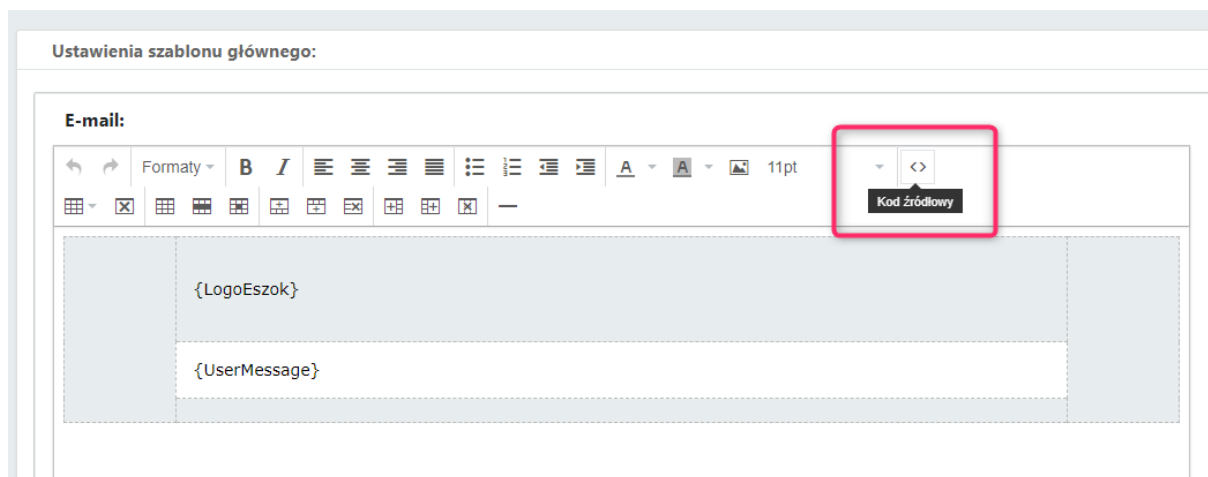 Ustawienia szablonu głównego:
E-mail:
Formaty B I A A 11pt <>
Kod źródłowy
{LogoEszok}
{UserMessage}